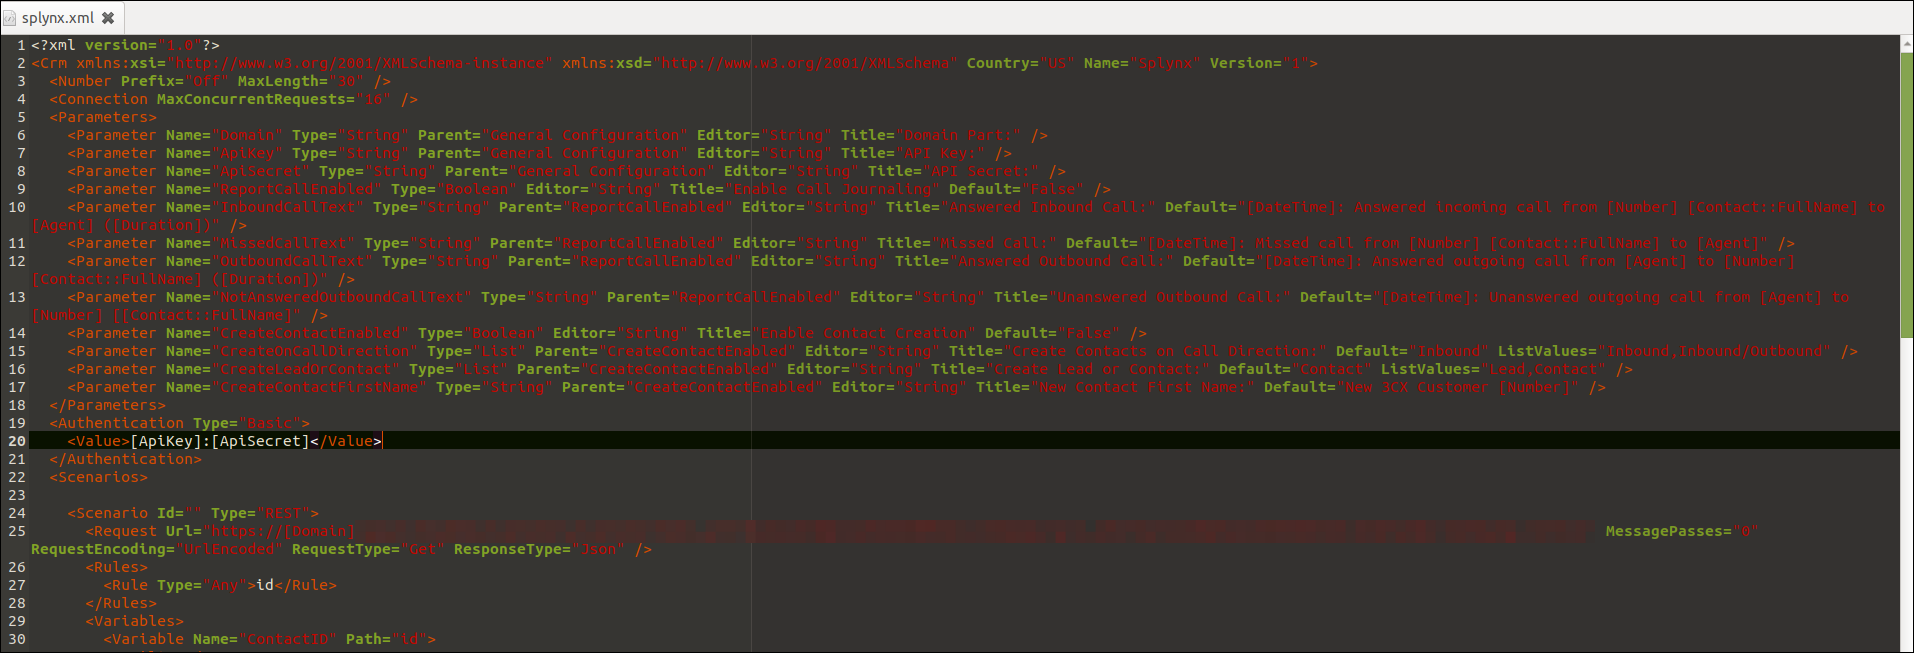 splynx.xml
1 <?xml version="1.0"?>
2 <Crm xmlns:xsi="http://www.w3.org/2001/XMLSchema-instance" xmlns:xsd="http://www.w3.org/2001/XMLSchema" Country="US" Name="Splynx" Version="1">
3 <Number Prefix="Off" MaxLength="30" />
4 <Connection MaxConcurrentRequests="16" />
5 <Parameters>
6 <Parameter Name="Domain" Type="String" Parent="General Configuration" Editor="String" Title="Domain Part:" />
7 <Parameter Name="ApiKey" Type="String" Parent="General Configuration" Editor="String" Title="API Key:" />
8 <Parameter Name="ApiSecret" Type="String" Parent="General Configuration" Editor="String" Title="API Secret:" />
9 <Parameter Name="ReportCallEnabled" Type="Boolean" Editor="String" Title="Enable Call Journaling" Default="False" />
10 <Parameter Name="InboundCallText" Type="String" Parent="ReportCallEnabled" Editor="String" Title="Answered Inbound Call:" Default="[DateTime]: Answered incoming call from [Number] [Contact::FullName] to
[Agent] ([Duration])" />
11 <Parameter Name="MissedCallText" Type="String" Parent="ReportCallEnabled" Editor="String" Title="Missed Call:" Default="[DateTime]: Missed call from [Number] [Contact::FullName] to [Agent]" />
12 <Parameter Name="OutboundCallText" Type="String" Parent="ReportCallEnabled" Editor="String" Title="Answered Outbound Call:" Default="[DateTime]: Answered outgoing call from [Agent] to [Number]
[Contact::FullName] ([Duration])" />
13 <Parameter Name="NotAnsweredOutboundCallText" Type="String" Parent="ReportCallEnabled" Editor="String" Title="Unanswered Outbound Call:" Default="[DateTime]: Unanswered outgoing call from [Agent] to
[Number] [[Contact::FullName]" />
14 <Parameter Name="CreateContactEnabled" Type="Boolean" Editor="String" Title="Enable Contact Creation" Default="False" />
15 <Parameter Name="CreateOnCallDirection" Type="List" Parent="CreateContactEnabled" Editor="String" Title="Create Contacts on Call Direction:" Default="Inbound" ListValues="Inbound,Inbound/Outbound" />
16 <Parameter Name="CreateLeadOrContact" Type="List" Parent="CreateContactEnabled" Editor="String" Title="Create Lead or Contact:" Default="Contact" ListValues="Lead,Contact" />
17 <Parameter Name="CreateContactFirstName" Type="String" Parent="CreateContactEnabled" Editor="String" Title="New Contact First Name:" Default="New 3CX Customer [Number]" />
18 </Parameters>
19 <Authentication Type="Basic">
20 <Value>[ApiKey]:[ApiSecret]</Value>
21 </Authentication>
22 <Scenarios>
23
24 <Scenario Id="" Type="REST">
25 <Request Url="https://[Domain] MessagePasses="0"
RequestEncoding="UrlEncoded" RequestType="Get" ResponseType="Json" />
26 <Rules>
27 <Rule Type="Any">id</Rule>
28 </Rules>
29 <Variables>
30 <Variable Name="ContactID" Path="id">